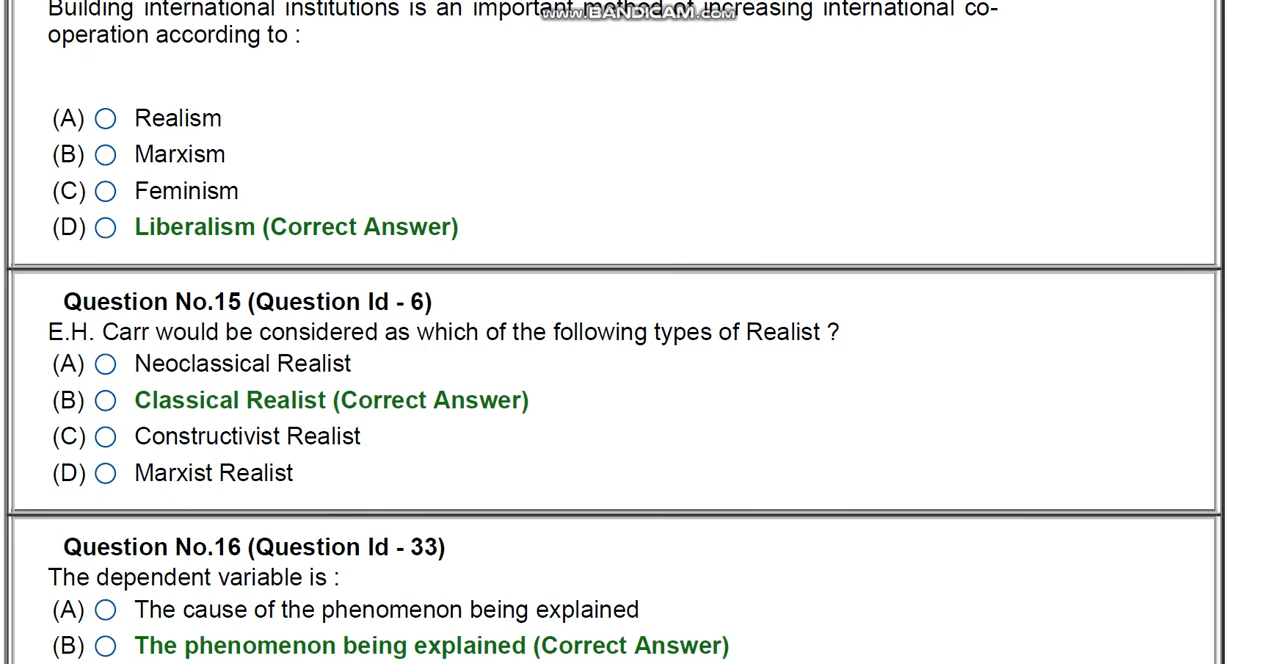 Building international institutions is an important method of increasing international co-
www.BANDICAM.com
operation according to :
(A) Realism
(B) Marxism
(C) Feminism
(D) Liberalism (Correct Answer)
Question No.15 (Question Id - 6)
E.H. Carr would be considered as which of the following types of Realist ?
(A) Neoclassical Realist
(B) Classical Realist (Correct Answer)
(C) Constructivist Realist
(D) Marxist Realist
Question No.16 (Question Id - 33)
The dependent variable is :
(A) The cause of the phenomenon being explained
(B) The phenomenon being explained (Correct Answer)